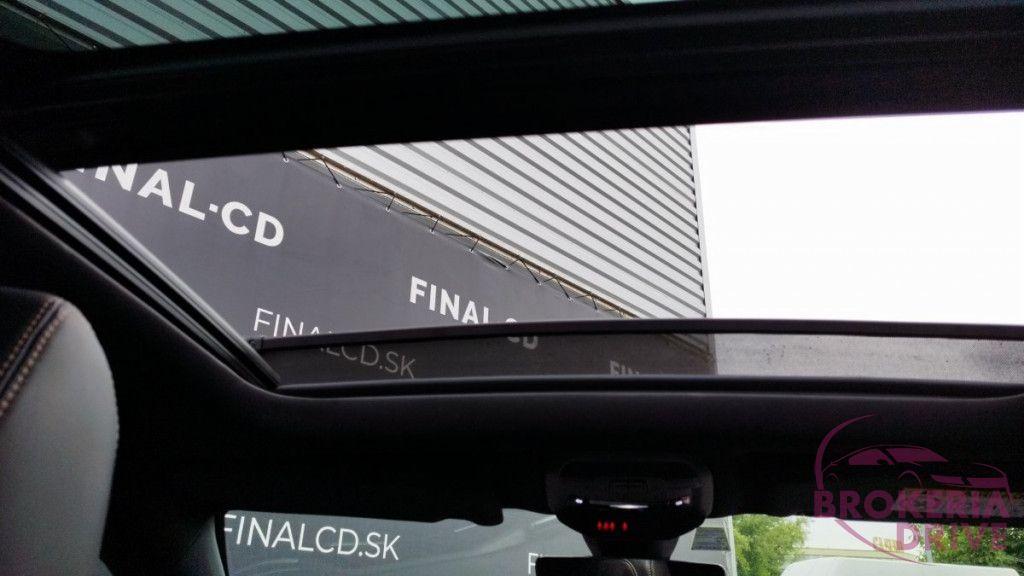 FINAL-CD
FINAL-CD
FINALCD.SK
FINALCD.SK
BROKERIA
DRIVE